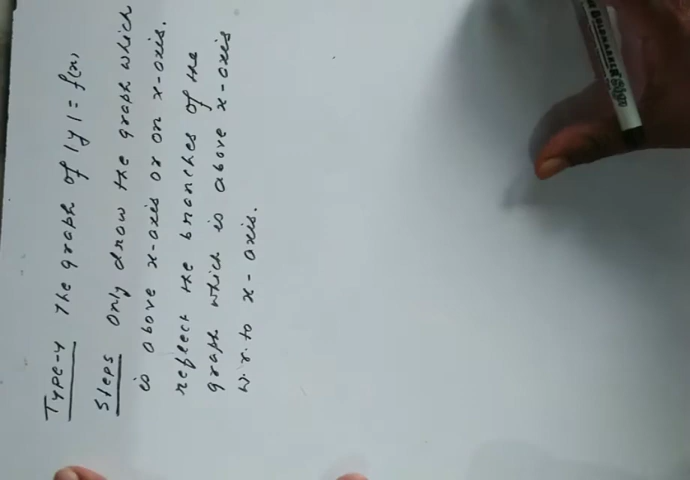 Type-4 The graph of |y| = f(x)
Steps only draw the graph which
is above x-axis or on x-axis.
reflect the branches of the
graph which is above x-axis
w.r.to x-axis.